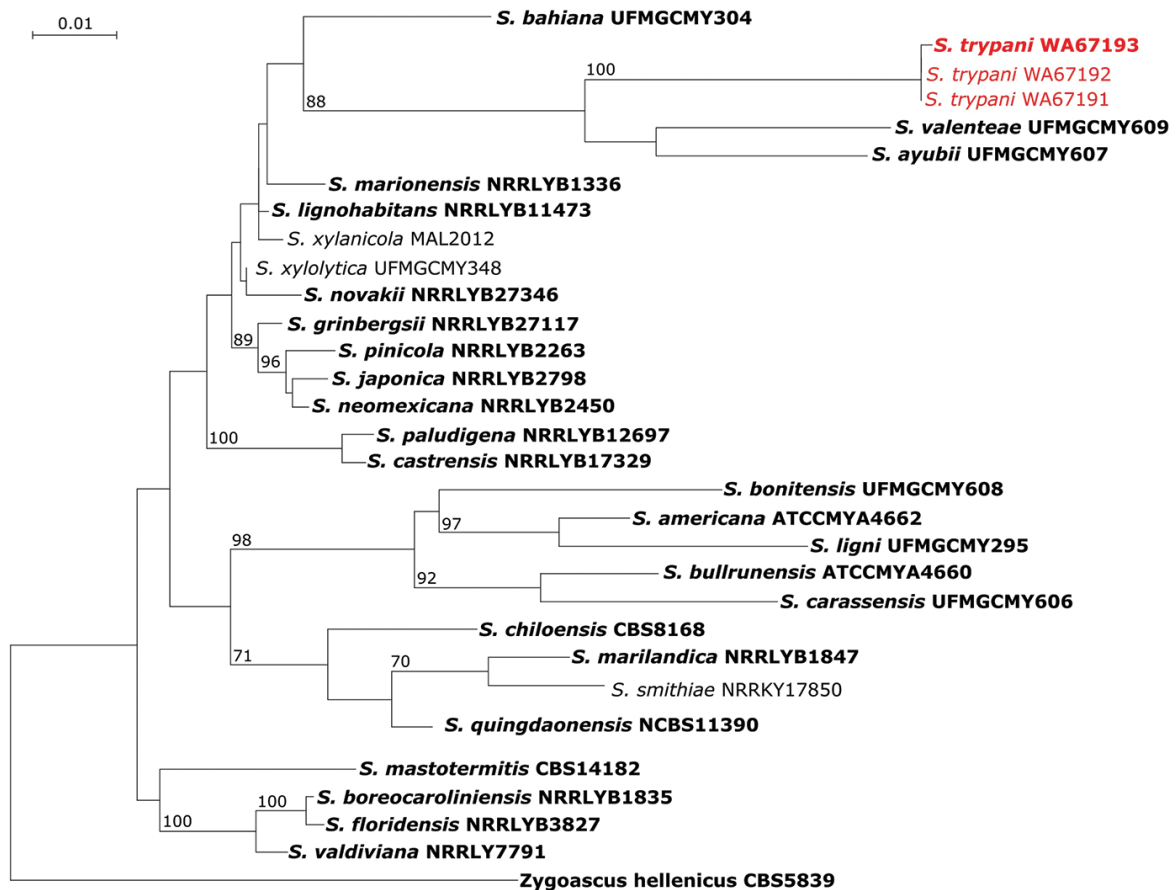 0.01
S. bahiana UFMGCMY304
S. trypani WA67193
100
S. trypani WA67192
88
S. trypani WA67191
S. valenteae UFMGCMY609
S. ayubii UFMGCMY607
S. marionensis NRRLYB1336
S. lignohabitans NRRLYB11473
S. xylanicola MAL2012
S. xylolytica UFMGCMY348
S. novakii NRRLYB27346
S. grinbergsii NRRLYB27117
89
S. pinicola NRRLYB2263
96
S. japonica NRRLYB2798
S. neomexicana NRRLYB2450
S. paludigena NRRLYB12697
100
S. castrensis NRRLYB17329
S. bonitensis UFMGCMY608
S. americana ATCCMYA4662
97
98
S. ligni UFMGCMY295
S. bullrunensis ATCCMYA4660
92
S. carassensis UFMGCMY606
S. chiloensis CBS8168
71
70
S. marilandica NRRLYB1847
S. smithiae NRRKY17850
S. quingdaonensis NCBS11390
S. mastotermitis CBS14182
100
S. boreocaroliniensis NRRLYB1835
100
S. floridensis NRRLYB3827
S. valdiviana NRRLY7791
Zygoascus hellenicus CBS5839